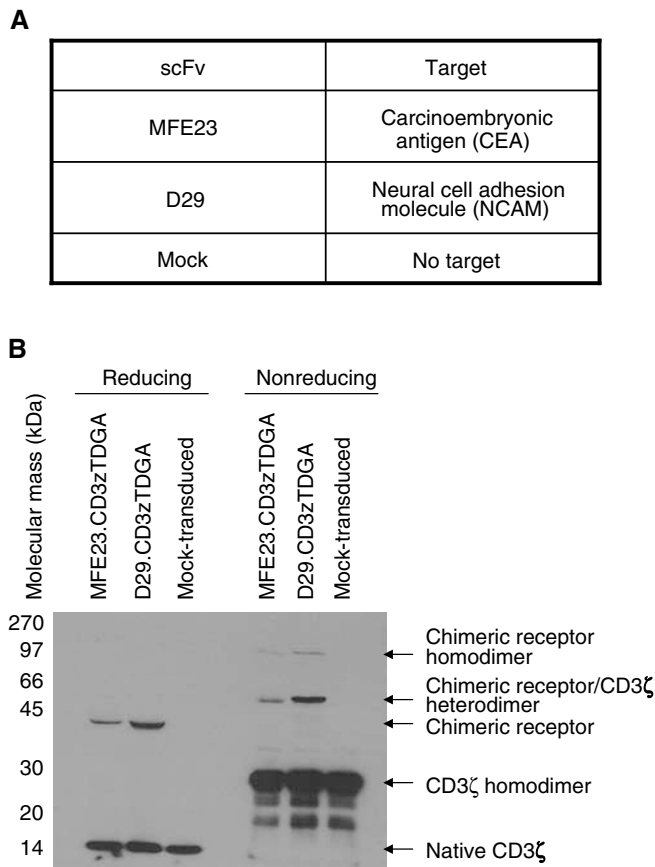 A
scFv
Target
MFE23
Carcinoembryonic
antigen (CEA)
D29
Neural cell adhesion
molecule (NCAM)
Mock
No target
B
Reducing
Nonreducing
Molecular mass (kDa)
MFE23.CD3zTDGA
D29.CD3zTDGA
Mock-transduced
MFE23.CD3zTDGA
D29.CD3zTDGA
Mock-transduced
270
97
66
45
30
20
14
Chimeric receptor
homodimer
Chimeric receptor/CD3ζ
heterodimer
Chimeric receptor
CD3ζ homodimer
Native CD3ζ